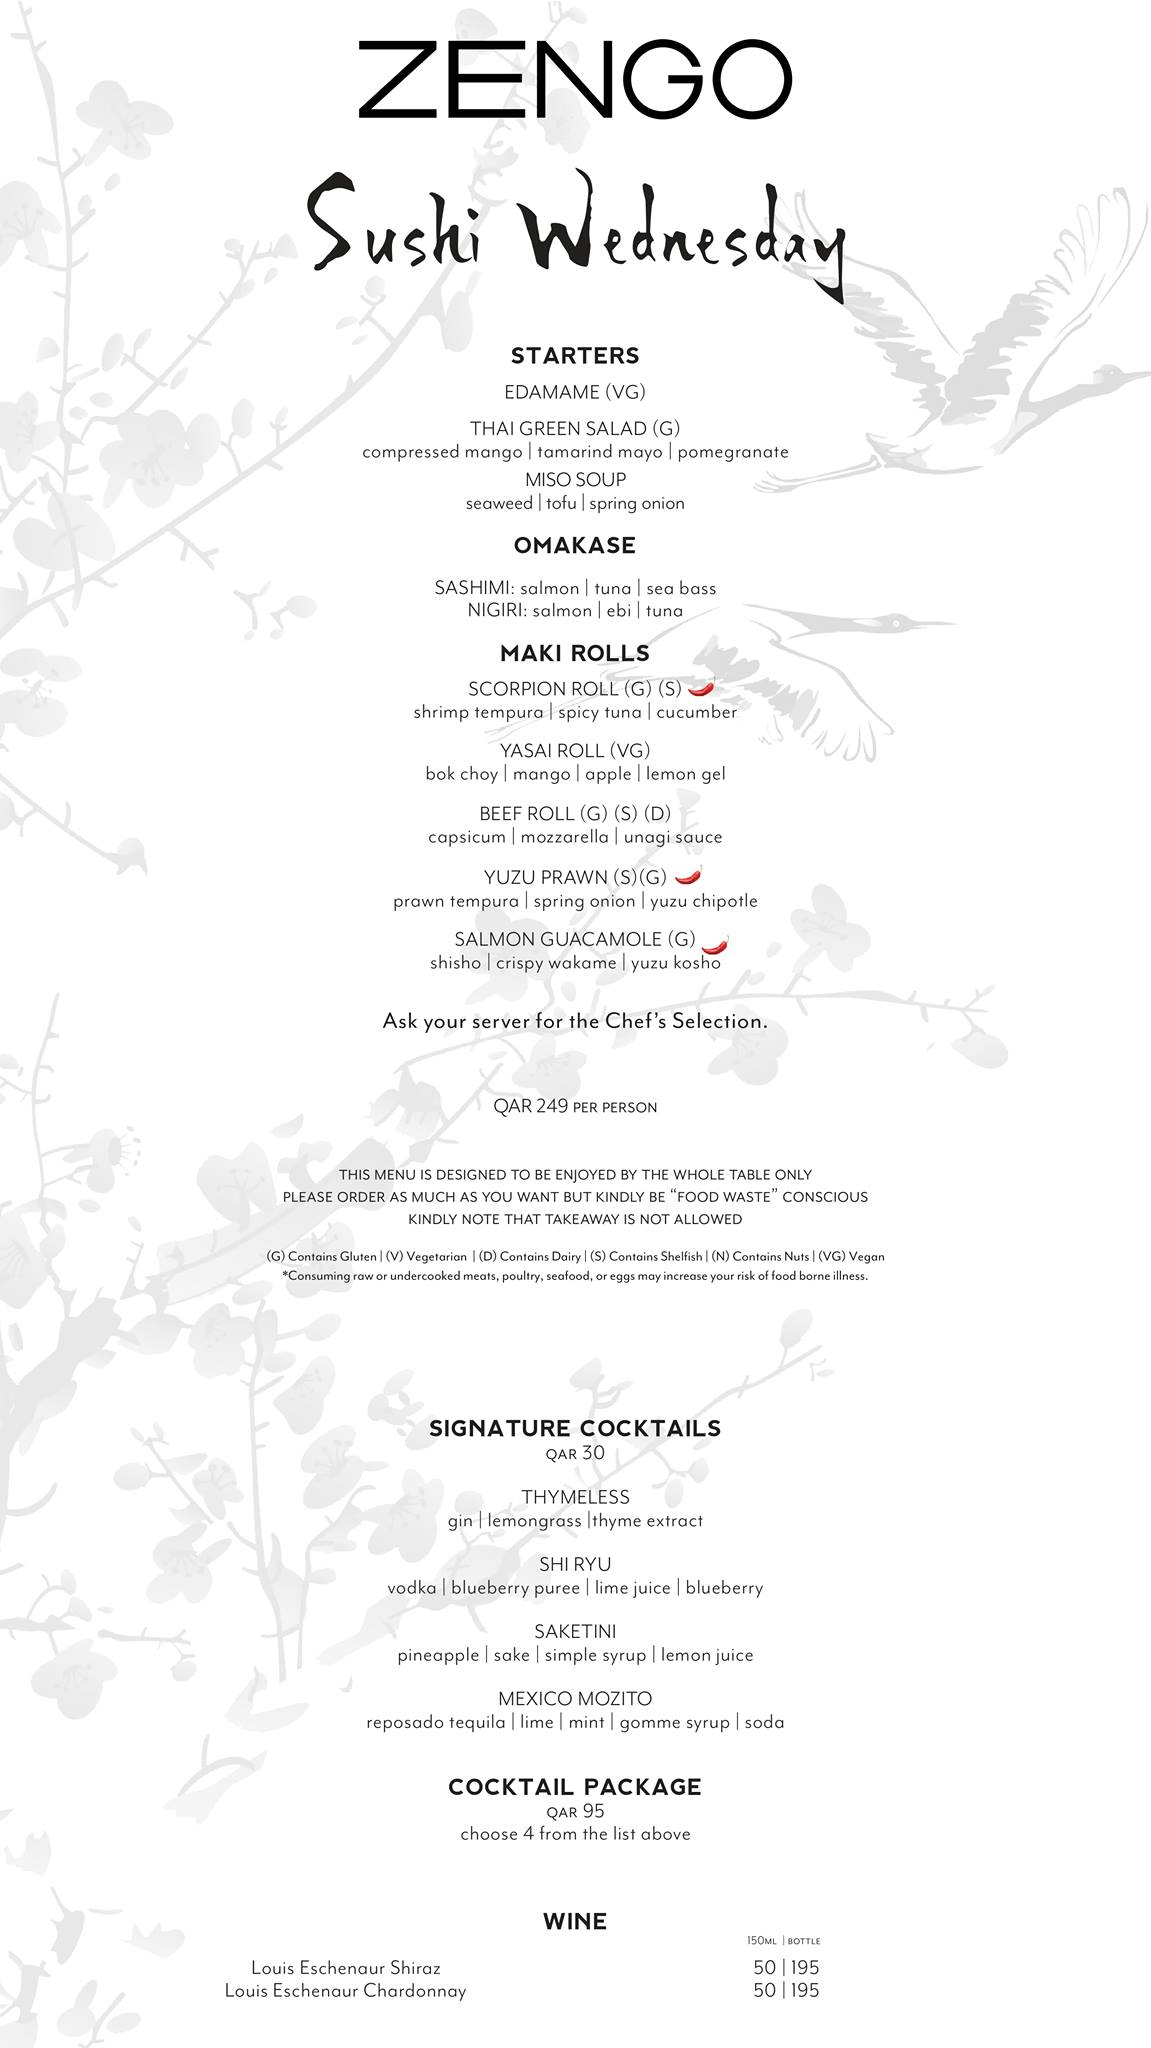 ZENGO
Sushi Wednesday
STARTERS
EDAMAME (VG)
THAI GREEN SALAD (G)
compressed mango | tamarind mayo | pomegranate
MISO SOUP
seaweed | tofu | spring onion
OMAKASE
SASHIMI: salmon | tuna | sea bass
NIGIRI: salmon | ebi | tuna
MAKI ROLLS
SCORPION ROLL (G) (S)
shrimp tempura | spicy tuna | cucumber
YASAI ROLL (VG)
bok choy | mango | apple | lemon gel
BEEF ROLL (G) (S) (D)
capsicum | mozzarella | unagi sauce
YUZU PRAWN (S)(G)
prawn tempura | spring onion | yuzu chipotle
SALMON GUACAMOLE (G)
shisho | crispy wakame | yuzu kosho
Ask your server for the Chef's Selection.
QAR 249 PER PERSON
THIS MENU IS DESIGNED TO BE ENJOYED BY THE WHOLE TABLE ONLY
PLEASE ORDER AS MUCH AS YOU WANT BUT KINDLY BE "FOOD WASTE" CONSCIOUS
KINDLY NOTE THAT TAKEAWAY IS NOT ALLOWED
(G) Contains Gluten | (V) Vegetarian | (D) Contains Dairy | (S) Contains Shelfish | (N) Contains Nuts | (VG) Vegan
*Consuming raw or undercooked meats, poultry, seafood, or eggs may increase your risk of food borne illness.
SIGNATURE COCKTAILS
QAR 30
THYMELESS
gin | lemongrass |thyme extract
SHI RYU
vodka | blueberry puree | lime juice | blueberry
SAKETINI
pineapple | sake | simple syrup | lemon juice
MEXICO MOZITO
reposado tequila | lime | mint | gomme syrup | soda
COCKTAIL PACKAGE
QAR 95
choose 4 from the list above
WINE
150ML | BOTTLE
Louis Eschenaur Shiraz 50 | 195
Louis Eschenaur Chardonnay 50 | 195